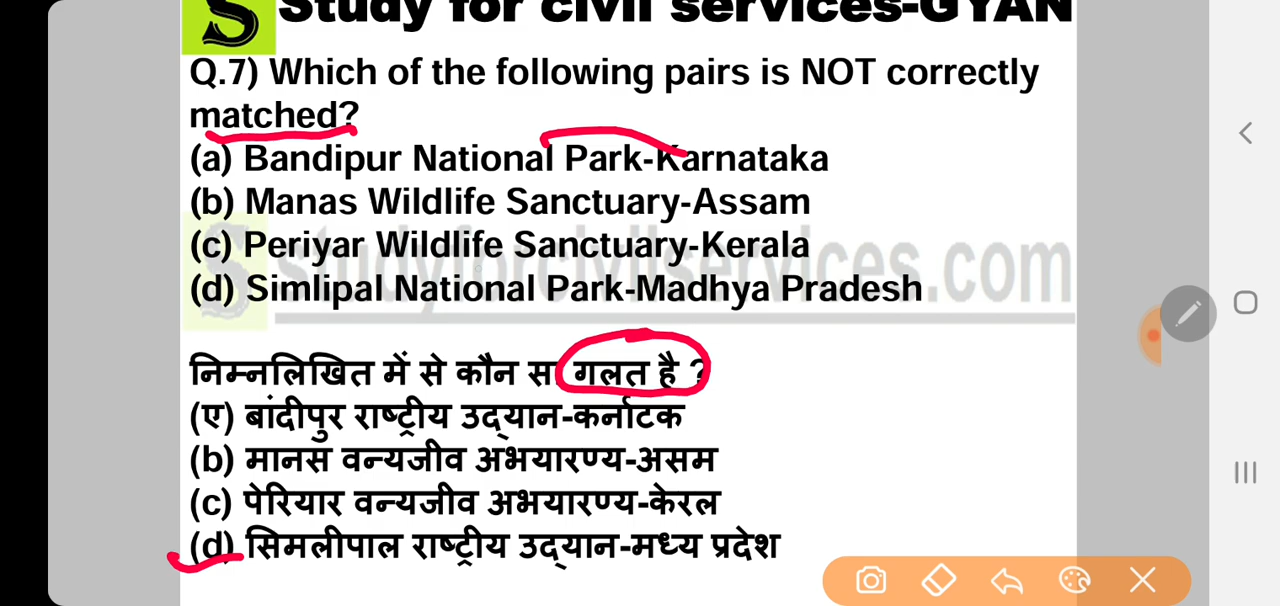 S Study for civil services-GYAN
Q.7) Which of the following pairs is NOT correctly
matched?
(a) Bandipur National Park-Karnataka
(b) Manas Wildlife Sanctuary-Assam
(c) Periyar Wildlife Sanctuary-Kerala
(d) Simlipal National Park-Madhya Pradesh
S studyforcivilservices.com
निम्नलिखित में से कौन सा गलत है ?
(ए) बांदीपुर राष्ट्रीय उद्यान-कर्नाटक
(b) मानस वन्यजीव अभयारण्य-असम
(c) पेरियार वन्यजीव अभयारण्य-केरल
(d) सिमलीपाल राष्ट्रीय उद्यान-मध्य प्रदेश